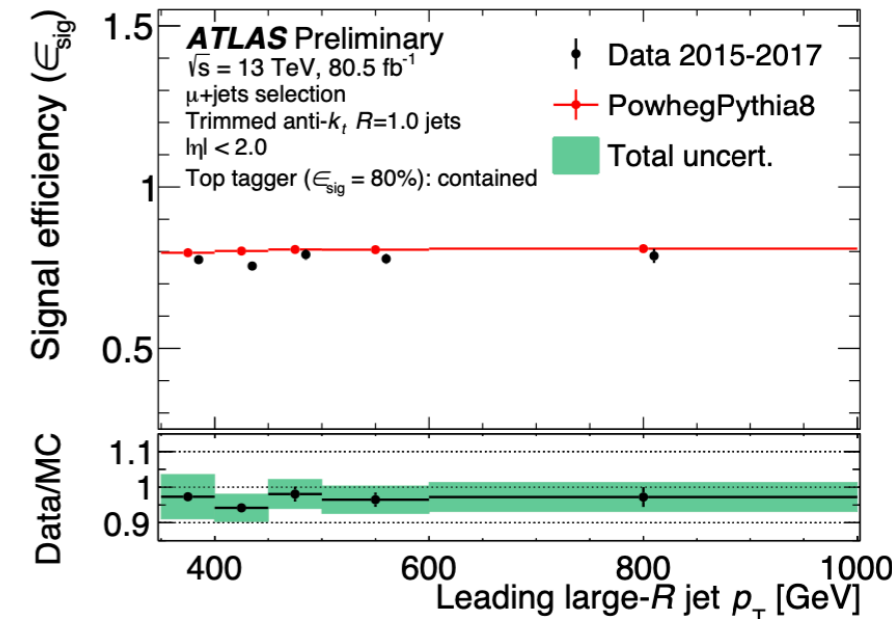 Signal efficiency (∈sig)
1.5
1
0.5
ATLAS Preliminary
√s = 13 TeV, 80.5 fb⁻¹
μ+jets selection
Trimmed anti-kt R=1.0 jets
|η| < 2.0
Top tagger (∈sig = 80%): contained
Data 2015-2017
PowhegPythia8
Total uncert.
Data/MC
1.1
1
0.9
400 600 800 1000
Leading large-R jet pT [GeV]